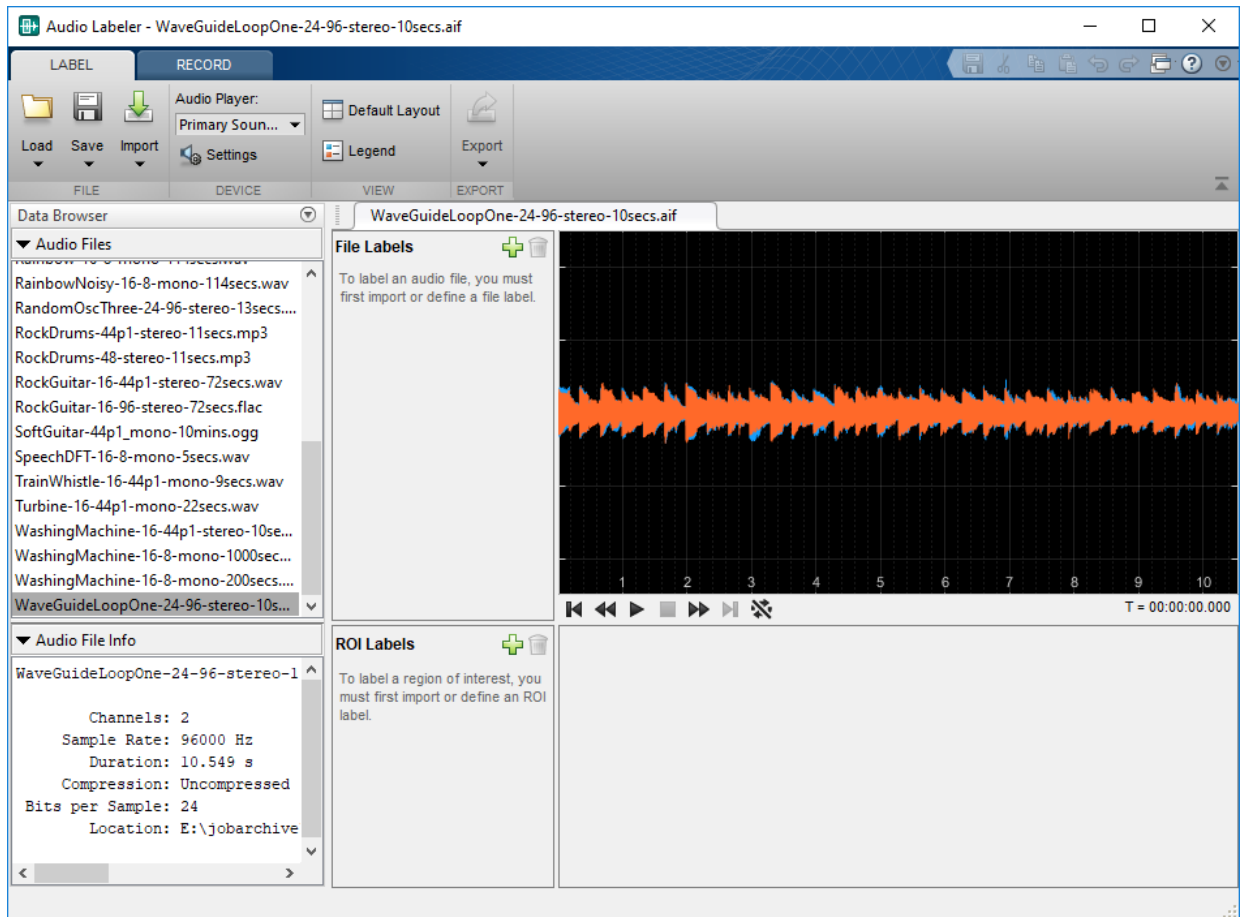 Audio Labeler - WaveGuideLoopOne-24-96-stereo-10secs.aif
LABEL
RECORD
Load
Save
Import
FILE
Audio Player:
Primary Soun...
Settings
DEVICE
Default Layout
Legend
VIEW
Export
EXPORT
Data Browser
Audio Files
RainbowNoisy-16-8-mono-114secs.wav
RandomOscThree-24-96-stereo-13secs....
RockDrums-44p1-stereo-11secs.mp3
RockDrums-48-stereo-11secs.mp3
RockGuitar-16-44p1-stereo-72secs.wav
RockGuitar-16-96-stereo-72secs.flac
SoftGuitar-44p1_mono-10mins.ogg
SpeechDFT-16-8-mono-5secs.wav
TrainWhistle-16-44p1-mono-9secs.wav
Turbine-16-44p1-mono-22secs.wav
WashingMachine-16-44p1-stereo-10se...
WashingMachine-16-8-mono-1000sec...
WashingMachine-16-8-mono-200secs....
WaveGuideLoopOne-24-96-stereo-10s...
Audio File Info
WaveGuideLoopOne-24-96-stereo-1
Channels: 2
Sample Rate: 96000 Hz
Duration: 10.549 s
Compression: Uncompressed
Bits per Sample: 24
Location: E:\jobarchive
WaveGuideLoopOne-24-96-stereo-10secs.aif
File Labels
To label an audio file, you must
first import or define a file label.
1 2 3 4 5 6 7 8 9 10
T = 00:00:00.000
ROI Labels
To label a region of interest, you
must first import or define an ROI
label.